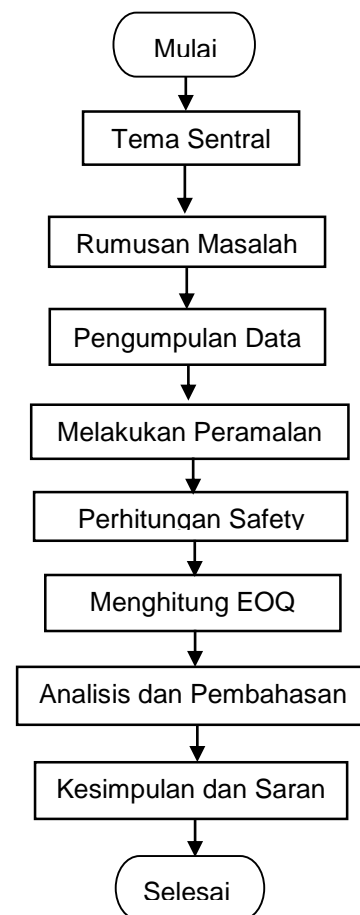 Mulai
Tema Sentral
Rumusan Masalah
Pengumpulan Data
Melakukan Peramalan
Perhitungan Safety
Menghitung EOQ
Analisis dan Pembahasan
Kesimpulan dan Saran
Selesai